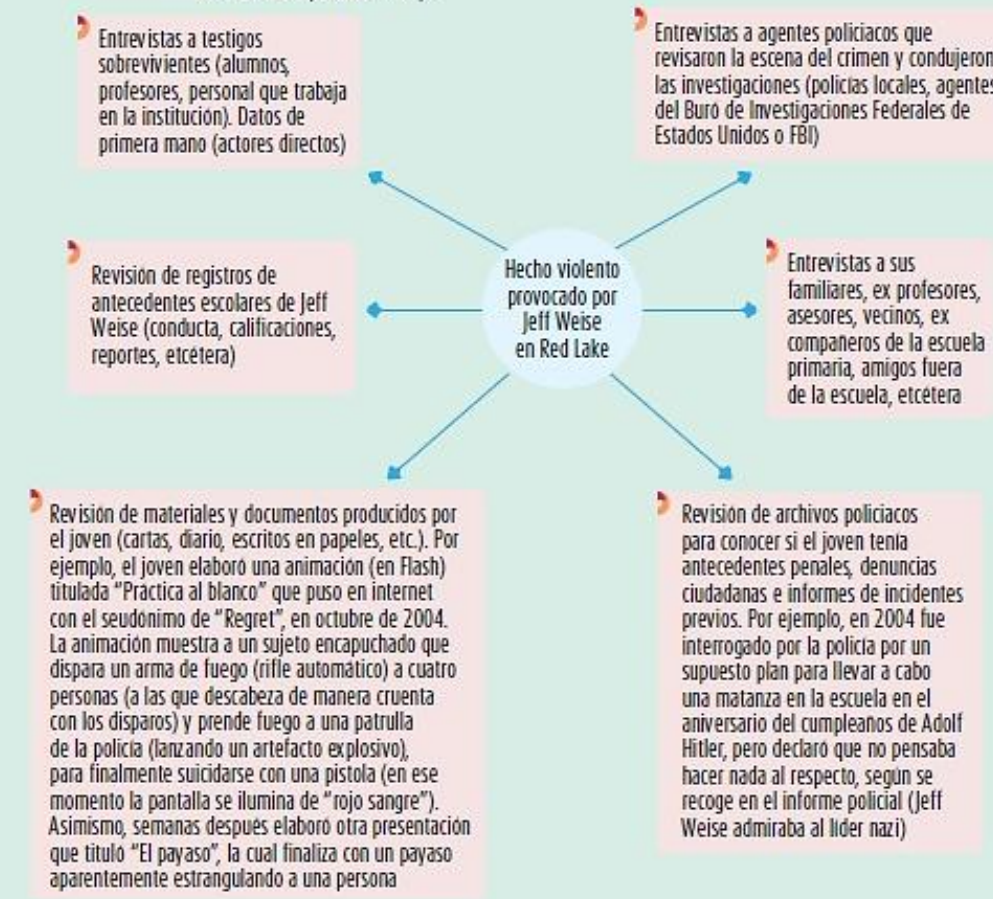 Entrevistas a testigos
sobrevivientes (alumnos,
profesores, personal que trabaja
en la institución). Datos de
primera mano (actores directos)
Entrevistas a agentes policiacos que
revisaron la escena del crimen y condujeron
las investigaciones (policías locales, agentes
del Buró de Investigaciones Federales de
Estados Unidos o FBI)
Revisión de registros de
antecedentes escolares de Jeff
Weise (conducta, calificaciones,
reportes, etcétera)
Hecho violento
provocado por
Jeff Weise
en Red Lake
Entrevistas a sus
familiares, ex profesores,
asesores, vecinos, ex
compañeros de la escuela
primaria, amigos fuera
de la escuela, etcétera
Revisión de materiales y documentos producidos por
el joven (cartas, diario, escritos en papeles, etc.). Por
ejemplo, el joven elaboró una animación (en Flash)
titulada "Práctica al blanco" que puso en internet
con el seudónimo de "Regret", en octubre de 2004.
La animación muestra a un sujeto encapuchado que
dispara un arma de fuego (rifle automático) a cuatro
personas (a las que descabeza de manera cruenta
con los disparos) y prende fuego a una patrulla
de la policía (lanzando un artefacto explosivo),
para finalmente suicidarse con una pistola (en ese
momento la pantalla se ilumina de "rojo sangre").
Asimismo, semanas después elaboró otra presentación
que tituló "El payaso", la cual finaliza con un payaso
aparentemente estrangulando a una persona
Revisión de archivos policiacos
para conocer si el joven tenía
antecedentes penales, denuncias
ciudadanas e informes de incidentes
previos. Por ejemplo, en 2004 fue
interrogado por la policía por un
supuesto plan para llevar a cabo
una matanza en la escuela en el
aniversario del cumpleaños de Adolf
Hitler, pero declaró que no pensaba
hacer nada al respecto, según se
recoge en el informe policial (Jeff
Weise admiraba al líder nazi)